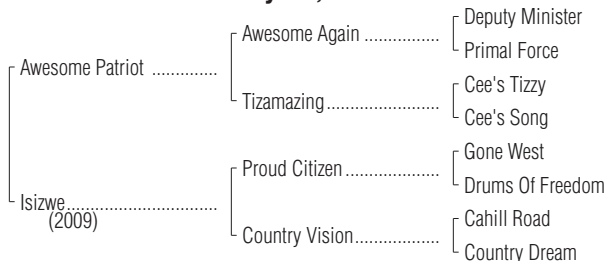 Deputy Minister
Awesome Again ................
Primal Force
Awesome Patriot ..............
Cee's Tizzy
Tizamazing........................
Cee's Song
Gone West
Proud Citizen....................
Drums Of Freedom
Isizwe................................
(2009)
Cahill Road
Country Vision..................
Country Dream